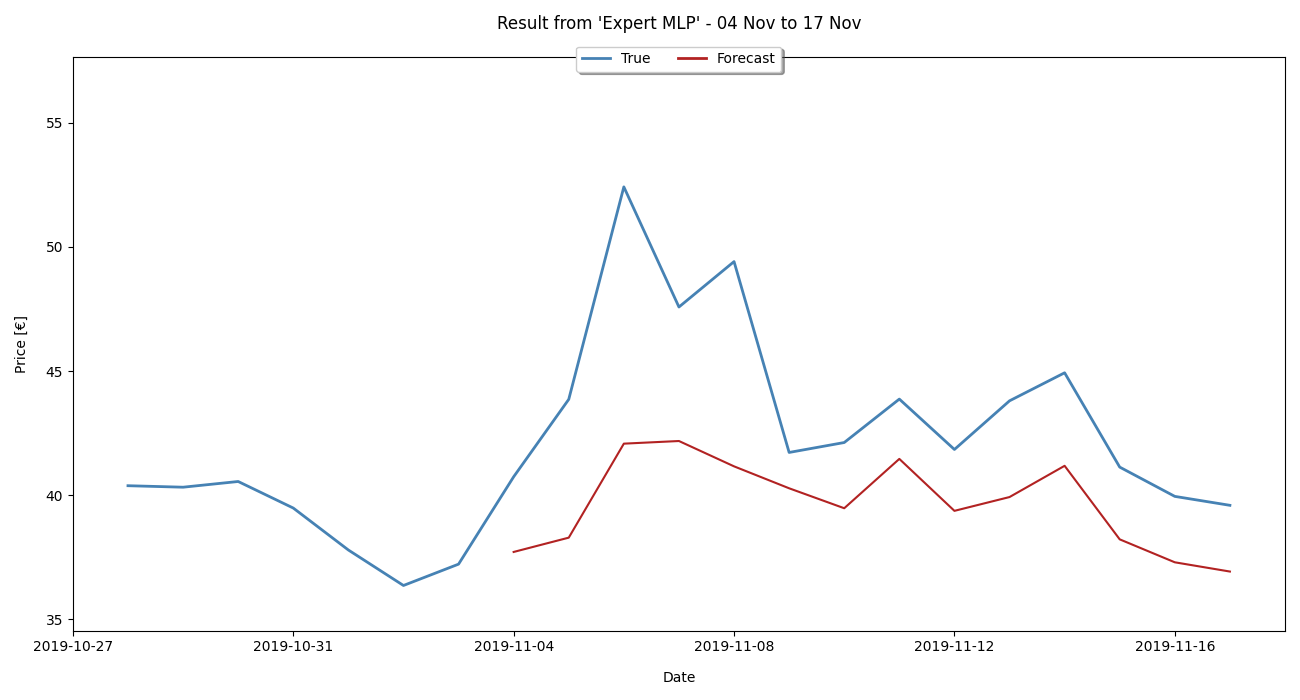 Result from 'Expert MLP' - 04 Nov to 17 Nov
True Forecast
55
50
45
40
35
Price [€]
2019-10-27 2019-10-31 2019-11-04 2019-11-08 2019-11-12 2019-11-16
Date